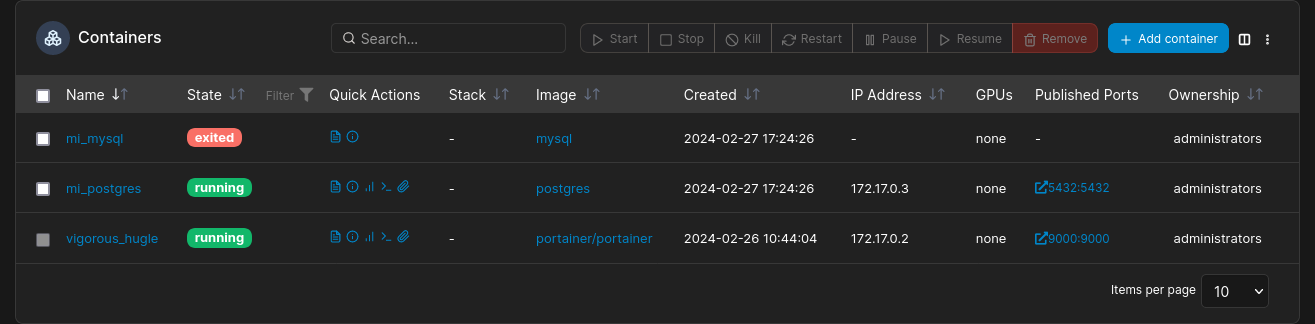 Containers Search... Start Stop Kill Restart Pause Resume Remove Add container
Name State Filter Quick Actions Stack Image Created IP Address GPUs Published Ports Ownership
mi_mysql exited - mysql 2024-02-27 17:24:26 - none - administrators
mi_postgres running - postgres 2024-02-27 17:24:26 172.17.0.3 none 5432:5432 administrators
vigorous_hugle running - portainer/portainer 2024-02-26 10:44:04 172.17.0.2 none 9000:9000 administrators
Items per page 10